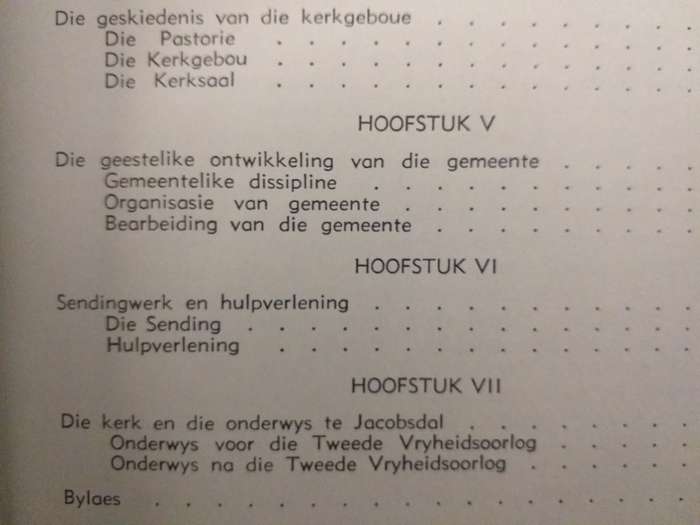 Die geskiedenis van die kerkgeboue . . . . . . . . .
Die Pastorie . . . . . . . . . . . . . .
Die Kerkgebou . . . . . . . . . . . . . .
Die Kerksaal . . . . . . . . . . . . . .
HOOFSTUK V
Die geestelike ontwikkeling van die gemeente . . . . .
Gemeentelike dissipline . . . . . . . . . . .
Organisasie van gemeente . . . . . . . . . .
Bearbeiding van die gemeente . . . . . . . . .
HOOFSTUK VI
Sendingwerk en hulpverlening . . . . . . . . . . .
Die Sending . . . . . . . . . . . . . . .
Hulpverlening . . . . . . . . . . . . . .
HOOFSTUK VII
Die kerk en die onderwys te Jacobsdal . . . . . . . .
Onderwys voor die Tweede Vryheidsoorlog . . . . .
Onderwys na die Tweede Vryheidsoorlog . . . . . .
Bylaes . . . . . . . . . . . . . . . . . .